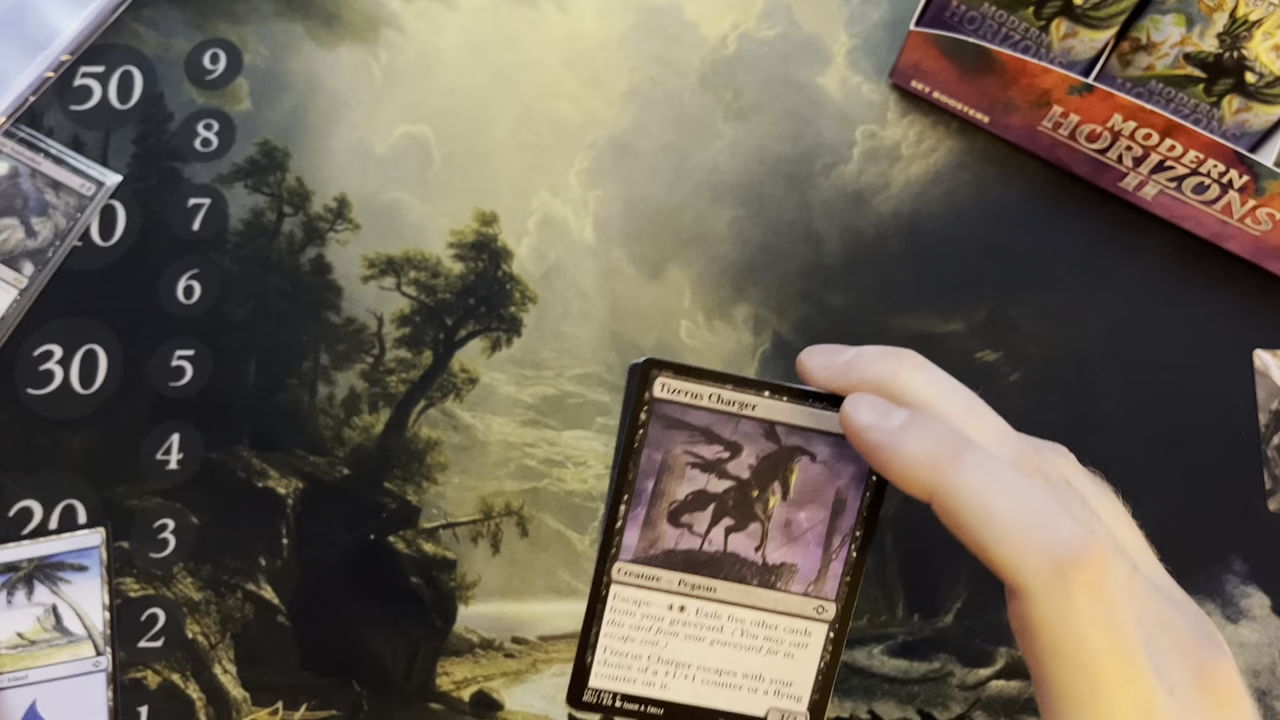 50
9
8
7
6
30
5
4
20
3
2
1
MODERN
HORIZONS
MODERN
HORIZONS
SET BOOSTERS
MODERN
HORIZONS
II
Tizerus Charger
Creature — Pegasus
Escape—4, Exile five other cards
from your graveyard. (You may cast
this card from your graveyard for its
escape cost.)
Tizerus Charger escapes with your
choice of a +1/+1 counter or a flying
counter on it.
Island